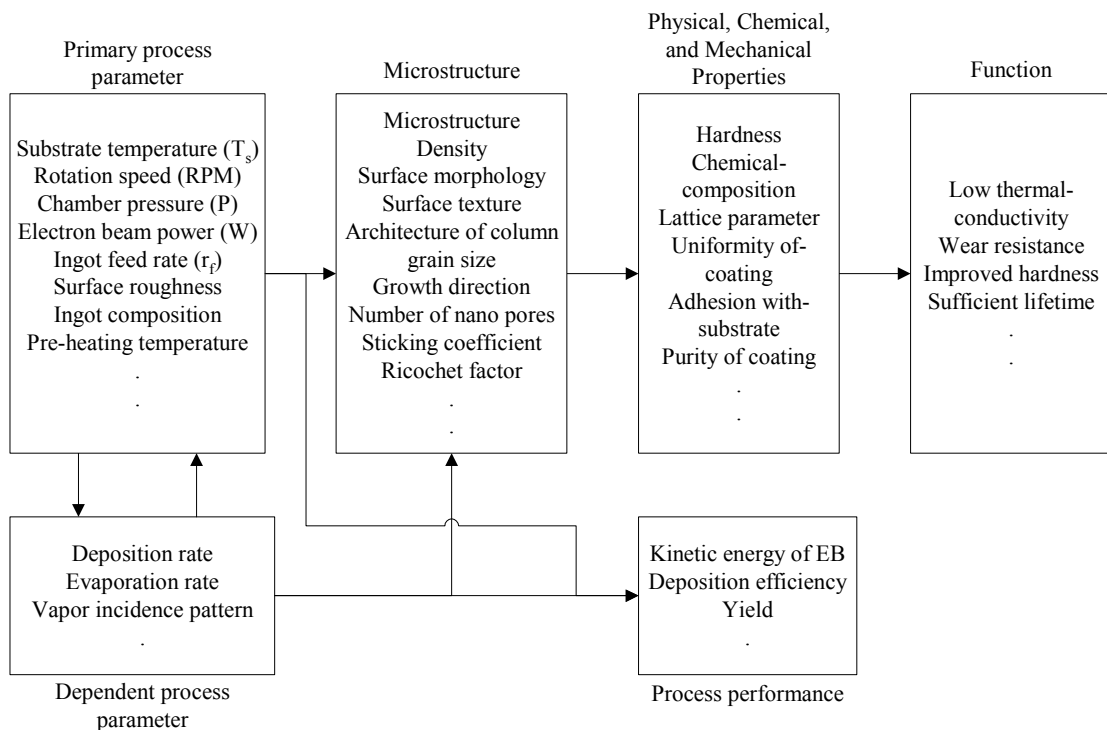 Primary process
parameter
Substrate temperature (Ts)
Rotation speed (RPM)
Chamber pressure (P)
Electron beam power (W)
Ingot feed rate (rf)
Surface roughness
Ingot composition
Pre-heating temperature
.
.
Microstructure
Microstructure
Density
Surface morphology
Surface texture
Architecture of column
grain size
Growth direction
Number of nano pores
Sticking coefficient
Ricochet factor
.
.
Physical, Chemical,
and Mechanical
Properties
Hardness
Chemical-
composition
Lattice parameter
Uniformity of-
coating
Adhesion with-
substrate
Purity of coating
.
.
Function
Low thermal-
conductivity
Wear resistance
Improved hardness
Sufficient lifetime
.
.
Deposition rate
Evaporation rate
Vapor incidence pattern
.
Dependent process
parameter
Kinetic energy of EB
Deposition efficiency
Yield
.
Process performance